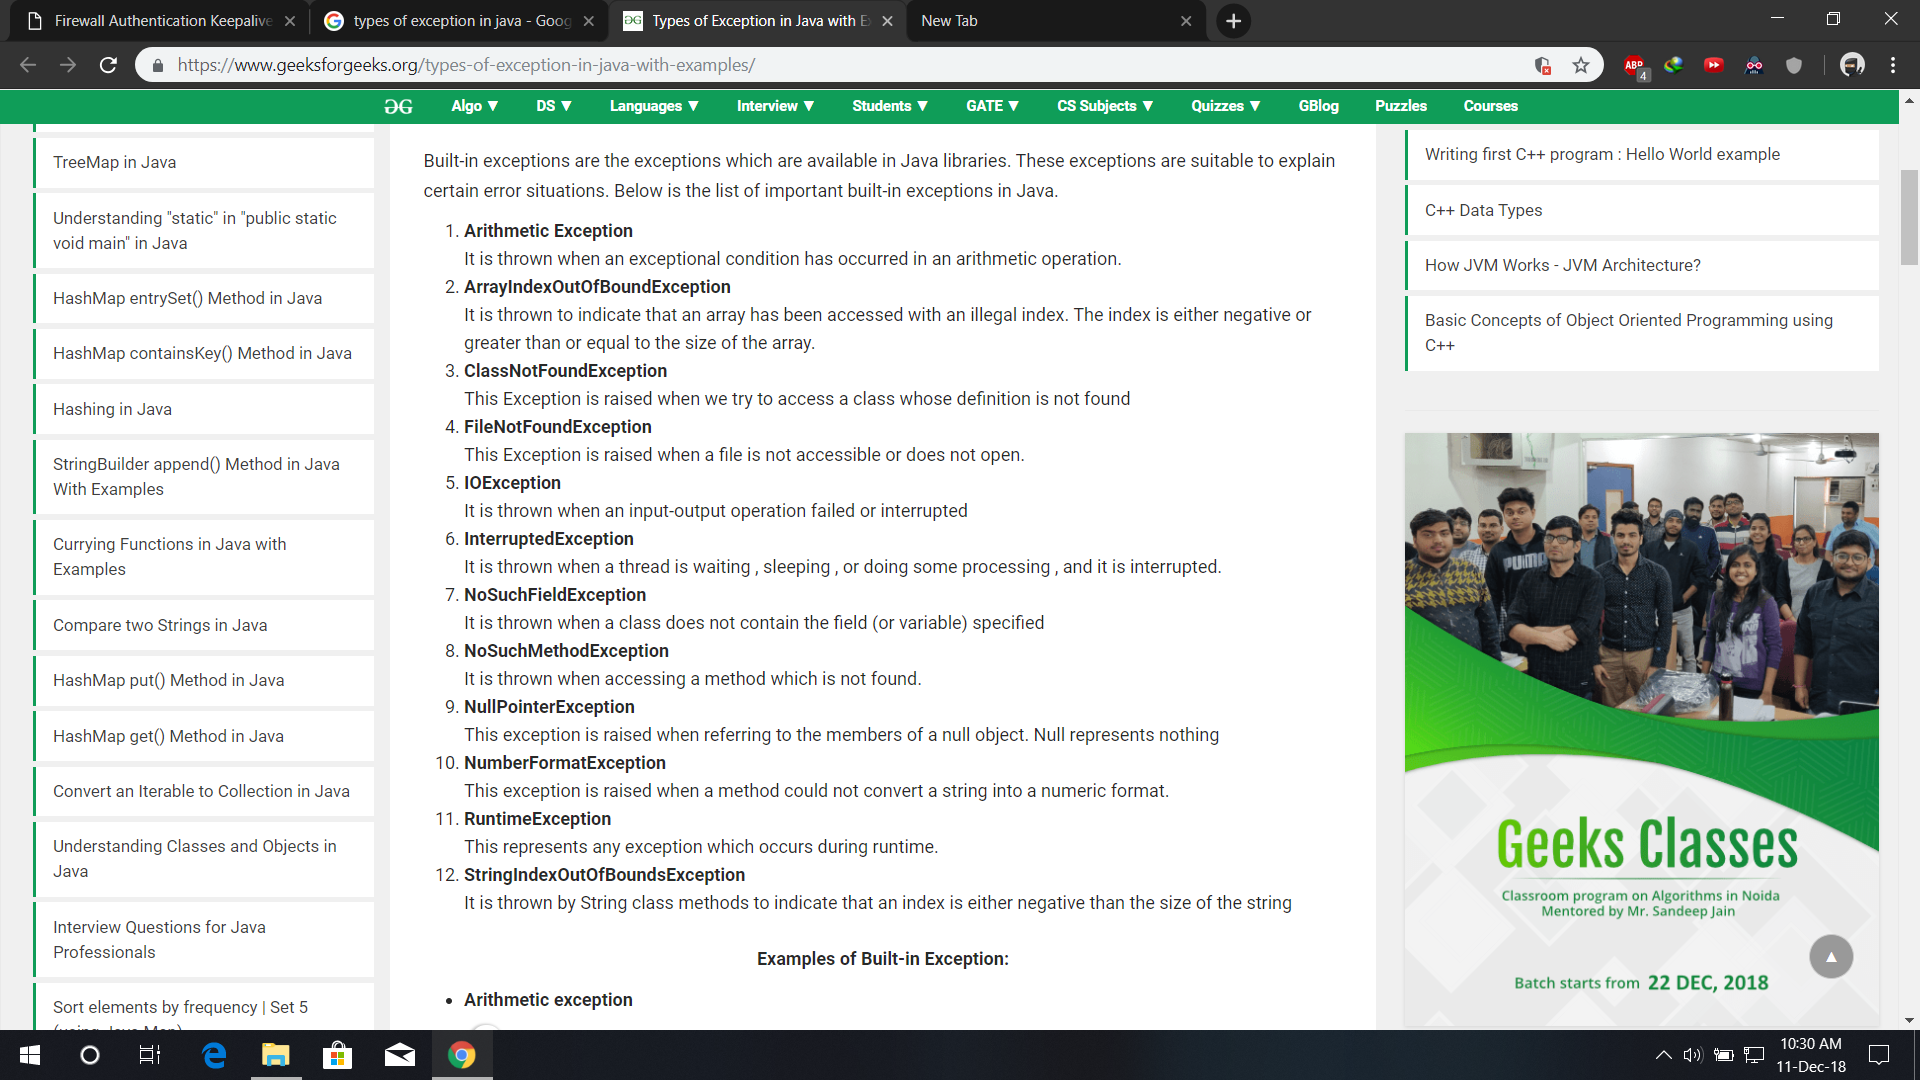 Firewall Authentication Keepalive
types of exception in java - Goog
Types of Exception in Java with Ex
New Tab
https://www.geeksforgeeks.org/types-of-exception-in-java-with-examples/
ABP
4
Algo ▼
DS ▼
Languages ▼
Interview ▼
Students ▼
GATE ▼
CS Subjects ▼
Quizzes ▼
GBlog
Puzzles
Courses
TreeMap in Java
Understanding "static" in "public static
void main" in Java
HashMap entrySet() Method in Java
HashMap containsKey() Method in Java
Hashing in Java
StringBuilder append() Method in Java
With Examples
Currying Functions in Java with
Examples
Compare two Strings in Java
HashMap put() Method in Java
HashMap get() Method in Java
Convert an Iterable to Collection in Java
Understanding Classes and Objects in
Java
Interview Questions for Java
Professionals
Sort elements by frequency | Set 5
(using Java Map)
Built-in exceptions are the exceptions which are available in Java libraries. These exceptions are suitable to explain
certain error situations. Below is the list of important built-in exceptions in Java.
1. Arithmetic Exception
It is thrown when an exceptional condition has occurred in an arithmetic operation.
2. ArrayIndexOutOfBoundException
It is thrown to indicate that an array has been accessed with an illegal index. The index is either negative or
greater than or equal to the size of the array.
3. ClassNotFoundException
This Exception is raised when we try to access a class whose definition is not found
4. FileNotFoundException
This Exception is raised when a file is not accessible or does not open.
5. IOException
It is thrown when an input-output operation failed or interrupted
6. InterruptedException
It is thrown when a thread is waiting , sleeping , or doing some processing , and it is interrupted.
7. NoSuchFieldException
It is thrown when a class does not contain the field (or variable) specified
8. NoSuchMethodException
It is thrown when accessing a method which is not found.
9. NullPointerException
This exception is raised when referring to the members of a null object. Null represents nothing
10. NumberFormatException
This exception is raised when a method could not convert a string into a numeric format.
11. RuntimeException
This represents any exception which occurs during runtime.
12. StringIndexOutOfBoundsException
It is thrown by String class methods to indicate that an index is either negative than the size of the string
Examples of Built-in Exception:
• Arithmetic exception
Writing first C++ program : Hello World example
C++ Data Types
How JVM Works - JVM Architecture?
Basic Concepts of Object Oriented Programming using
C++
PUMA
Geeks Classes
Classroom program on Algorithms in Noida
Mentored by Mr. Sandeep Jain
Batch starts from 22 DEC, 2018
10:30 AM
11-Dec-18